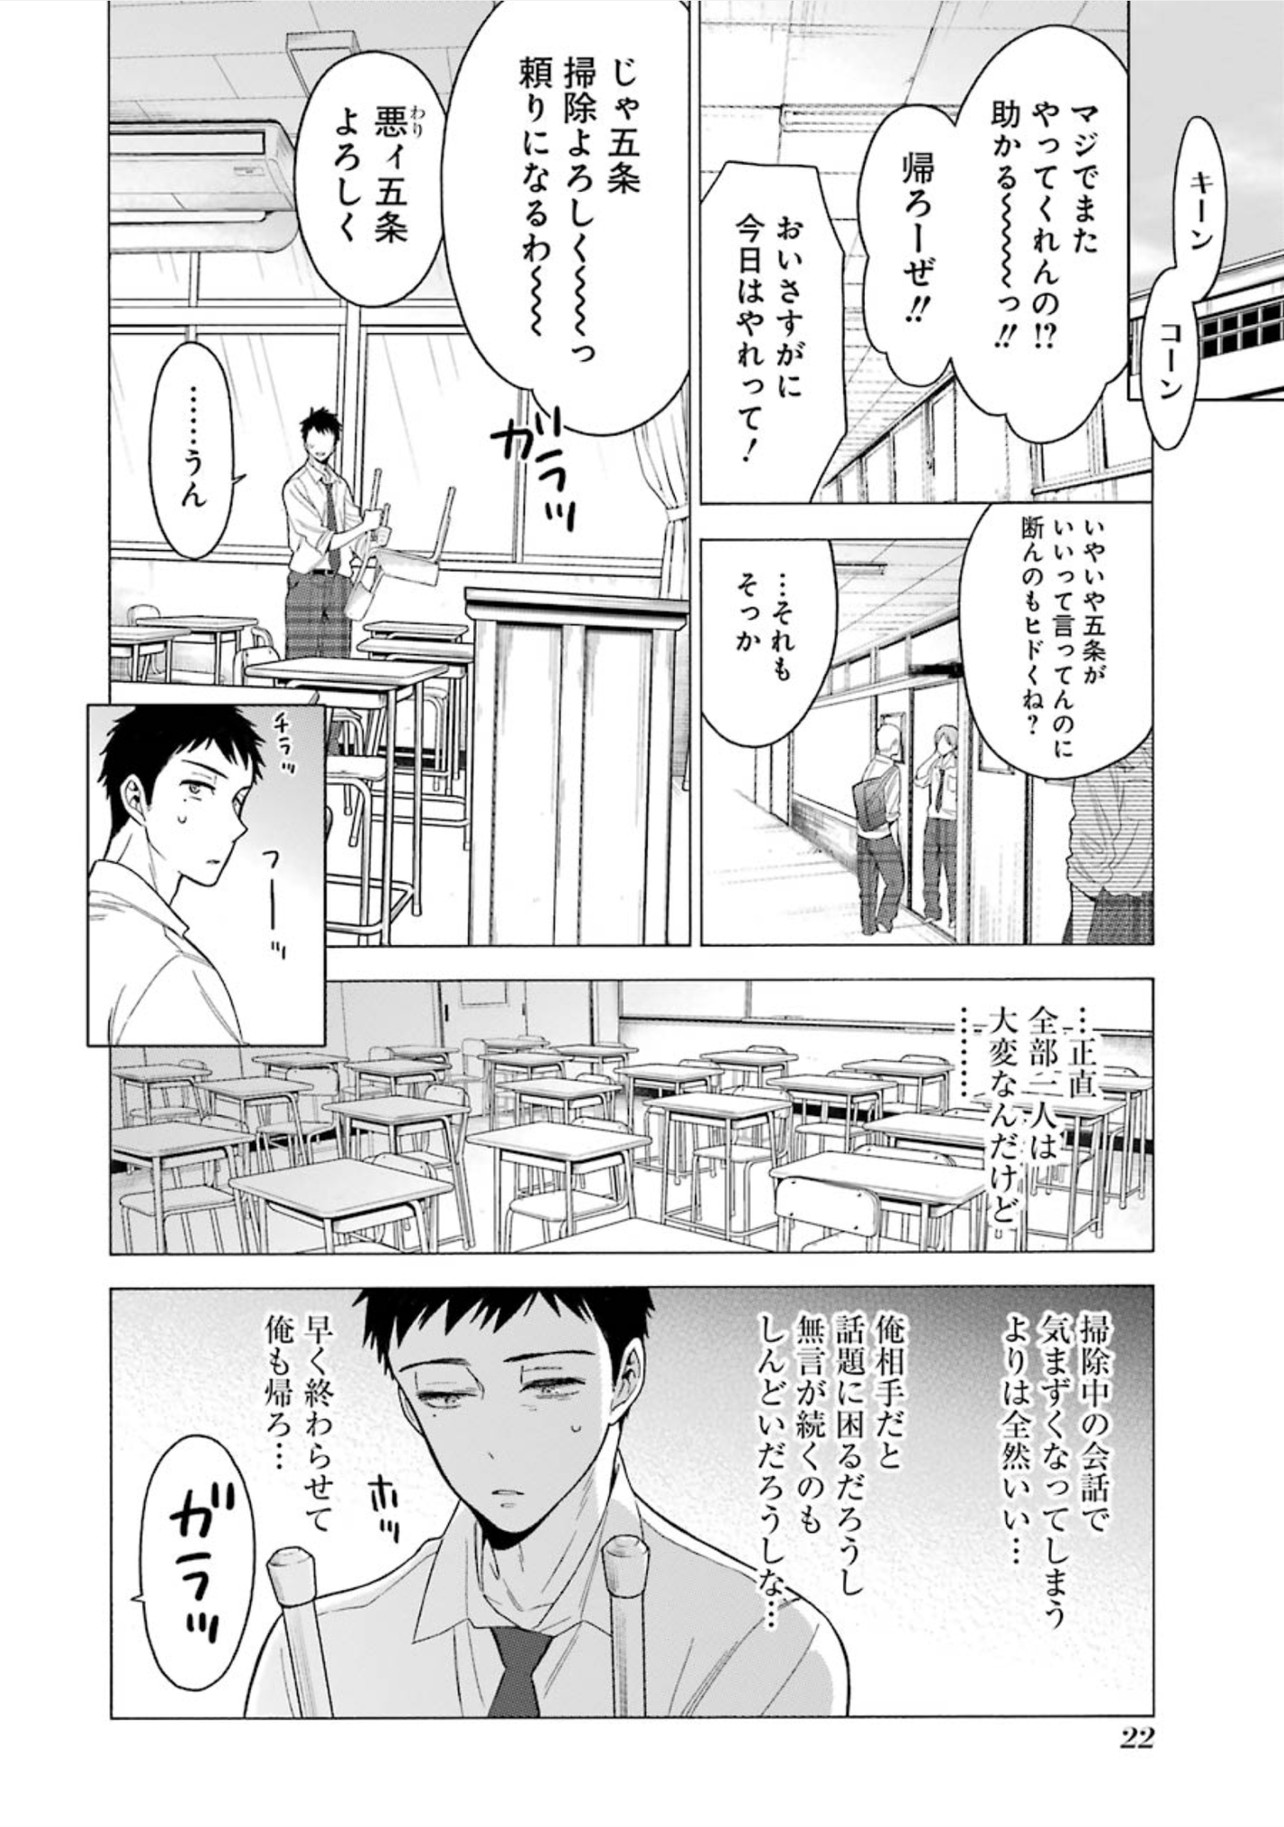 キーン
コーン
マジでまた
やってくれんの!?
助かる〜〜〜〜っ!!
帰ろーぜ!!
おいさすがに
今日はやれって!
いやいや五条が
いいって言ってんのに
断んのもヒドくね?
…それも
そっか
じゃ五条
掃除よろしく〜〜〜っ
頼りになるわ〜〜〜
悪ィ五条
わり
よろしく
ガラッ
………うん
チラッ
フーーッ
…正直
全部一人は
大変なんだけど
…………
掃除中の会話で
気まずくなってしまう
よりは全然いい…
俺相手だと
話題に困るだろうし
無言が続くのも
しんどいだろうしな…
ホッ
早く終わらせて
俺も帰ろ…
ガラッ
22